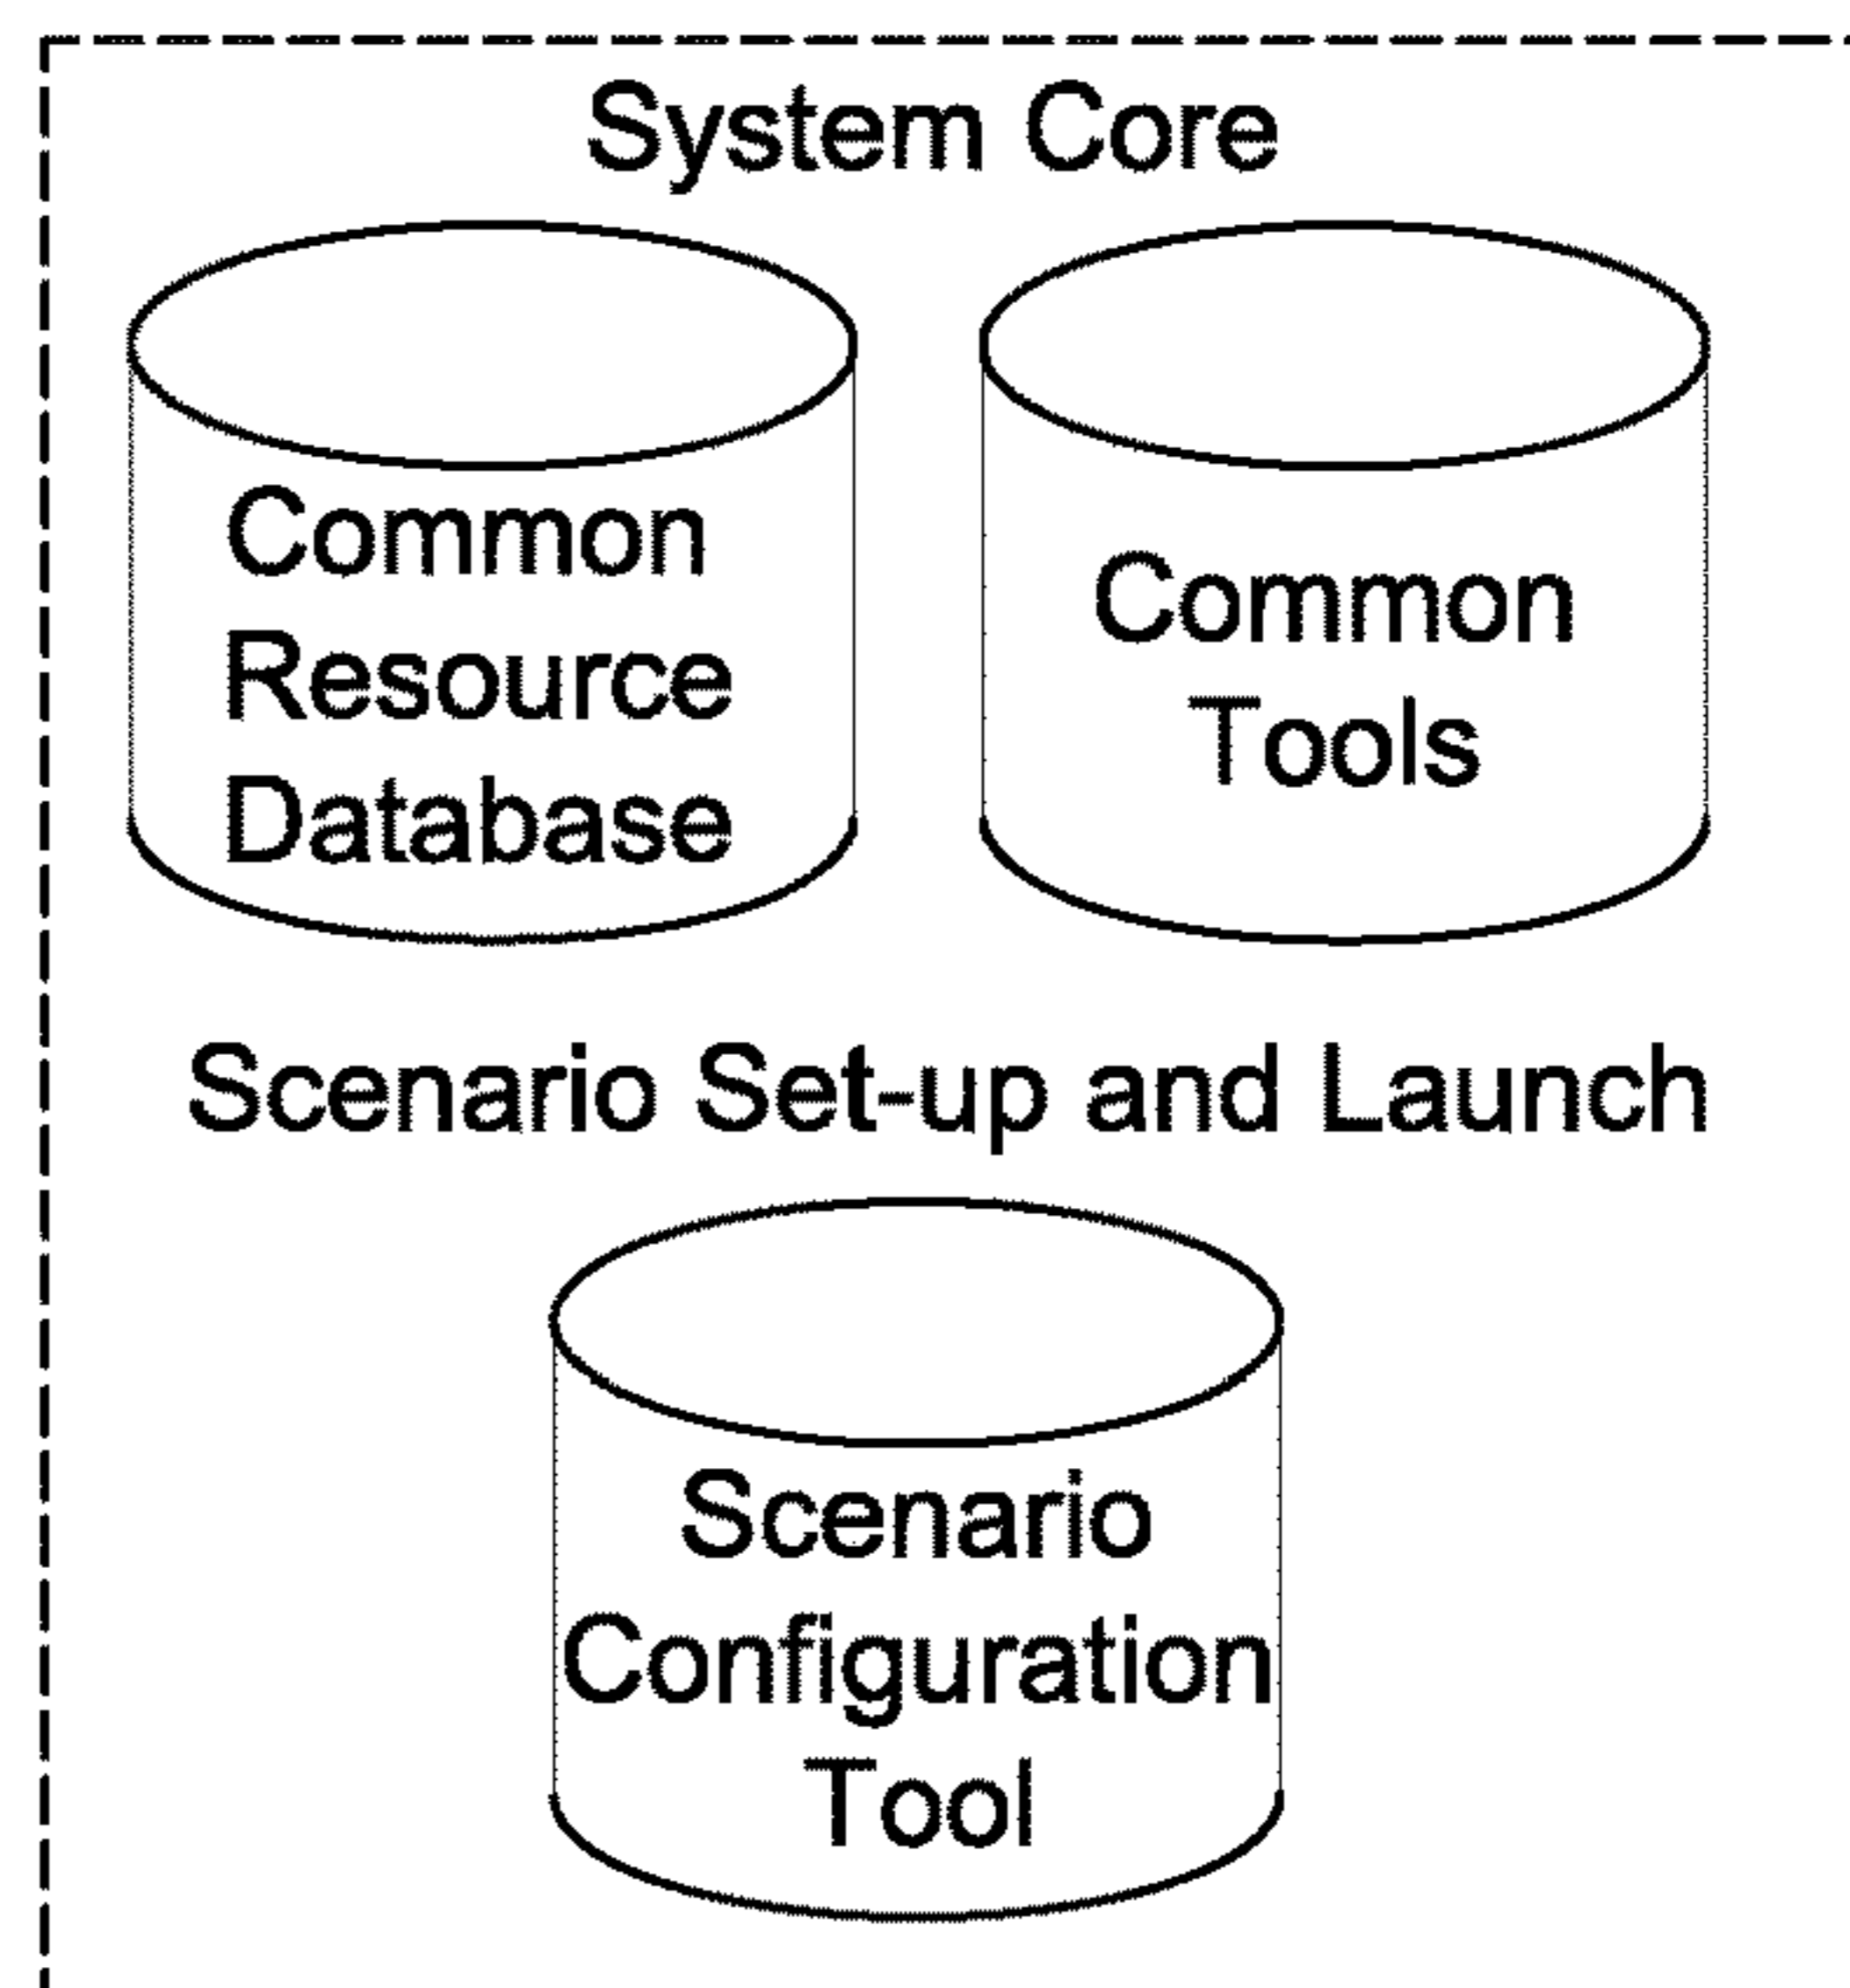 System Core
Common
Resource
Database
Common
Tools
Scenario Set-up and Launch
Scenario
Configuration
Tool